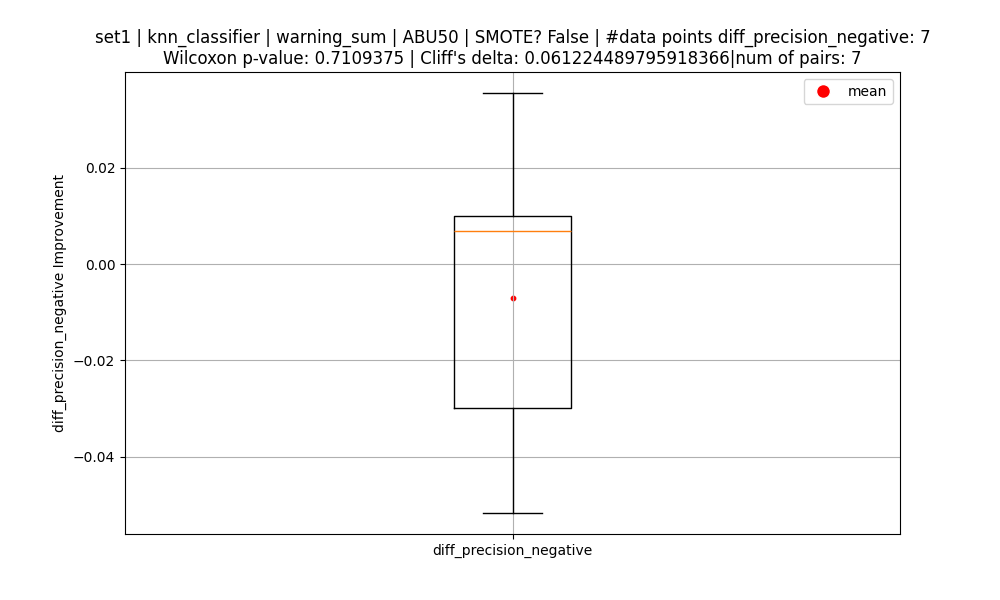 set1 | knn_classifier | warning_sum | ABU50 | SMOTE? False | #data points diff_precision_negative: 7
Wilcoxon p-value: 0.7109375 | Cliff's delta: 0.061224489795918366|num of pairs: 7
mean
0.02
0.00
−0.02
−0.04
diff_precision_negative Improvement
diff_precision_negative